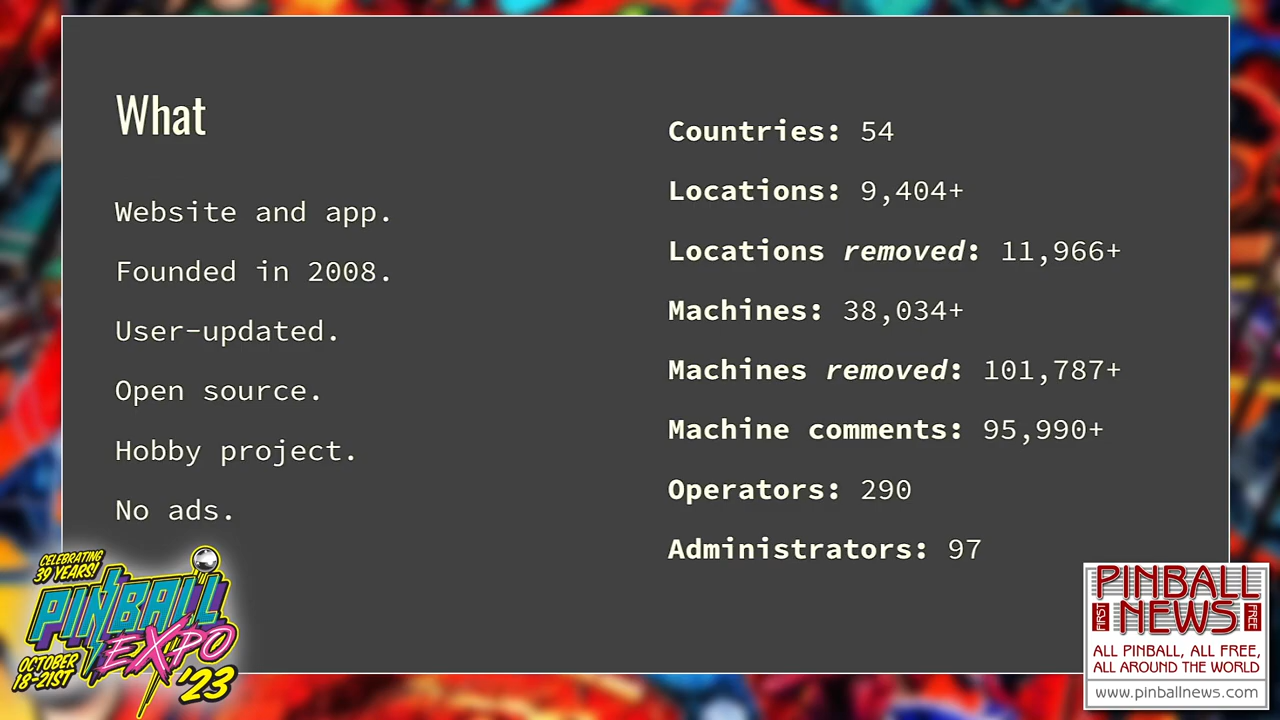 What
Website and app.
Founded in 2008.
User-updated.
Open source.
Hobby project.
No ads.
Countries: 54
Locations: 9,404+
Locations removed: 11,966+
Machines: 38,034+
Machines removed: 101,787+
Machine comments: 95,990+
Operators: 290
Administrators: 97
CELEBRATING
39 YEARS!
PINBALL
EXPO
OCTOBER
18-21ST
'23
PINBALL
FIRST NEWS FREE
ALL PINBALL, ALL FREE,
ALL AROUND THE WORLD
www.pinballnews.com